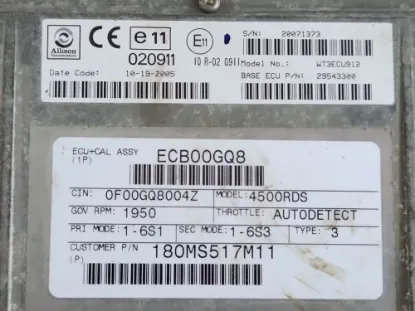 Allison
Transmission
CE e11 E11
020911 10 R-02 0911
S/N: 20071373
Model No.: WT3ECU912
Date Code: 10-19-2005 BASE ECU P/N: 29543300
ECU+CAL ASSY ECB00GQ8
(1P)
CIN: 0F00GQ8004Z MODEL: 4500RDS
GOV RPM: 1950 THROTTLE: AUTODETECT
PRI MODE: 1-6S1 SEC MODE: 1-6S3 TYPE: 3
CUSTOMER P/N 180MS517M11
(P)